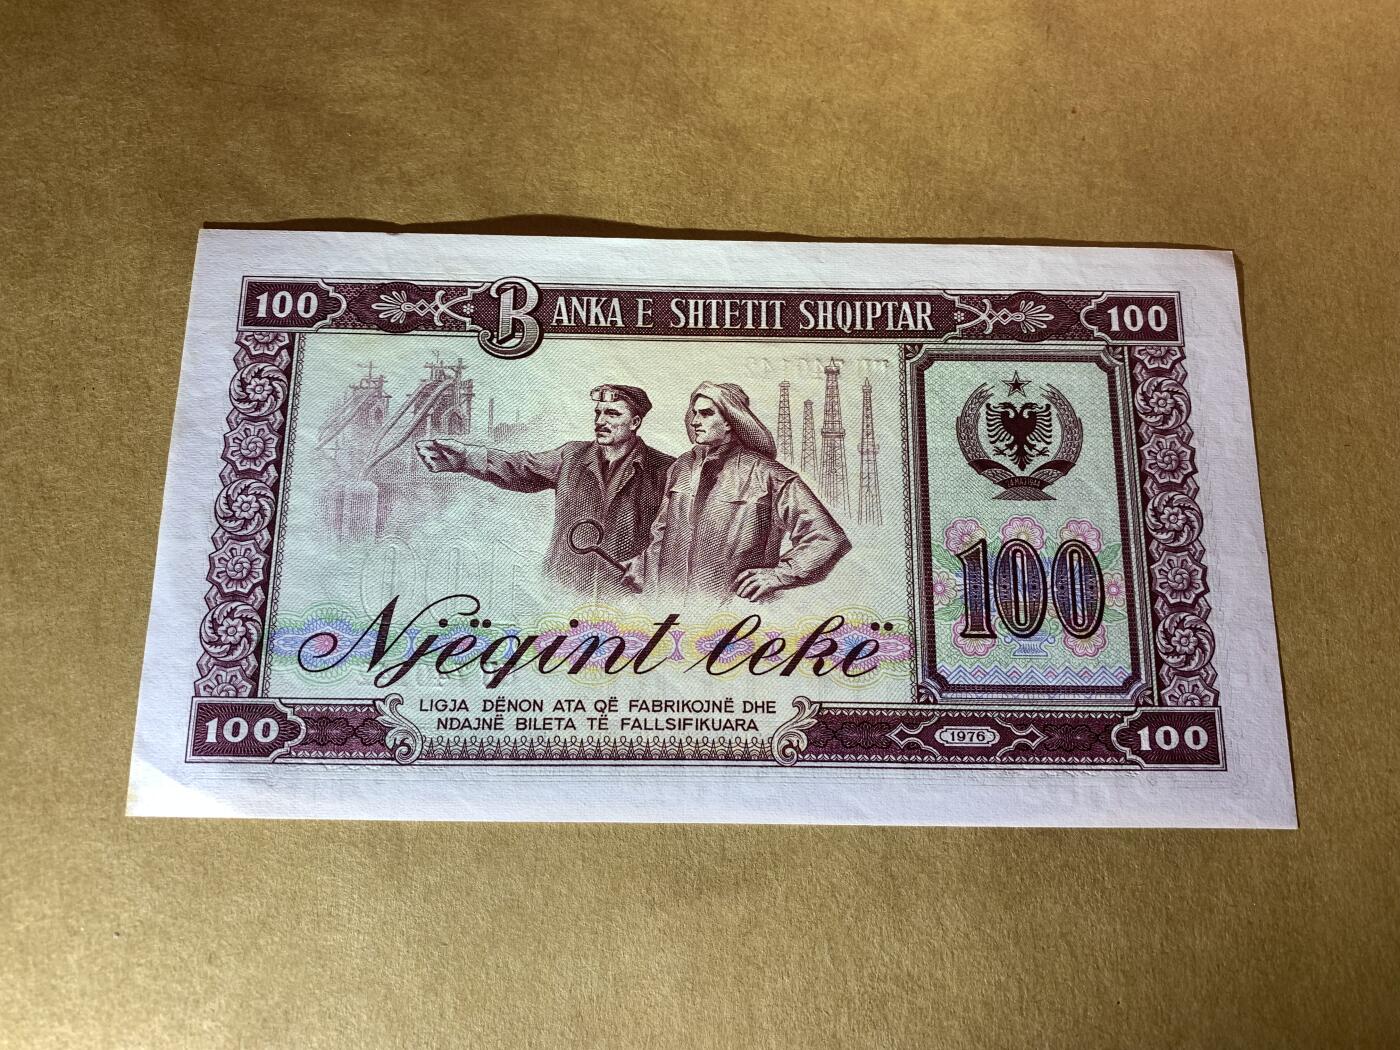 100 BANKA E SHTETIT SHQIPTAR 100
100
Njëqint lekë
LIGJA DËNON ATA QË FABRIKOJNË DHE
NDAJNË BILETA TË FALLSIFIKUARA
100 1976 100